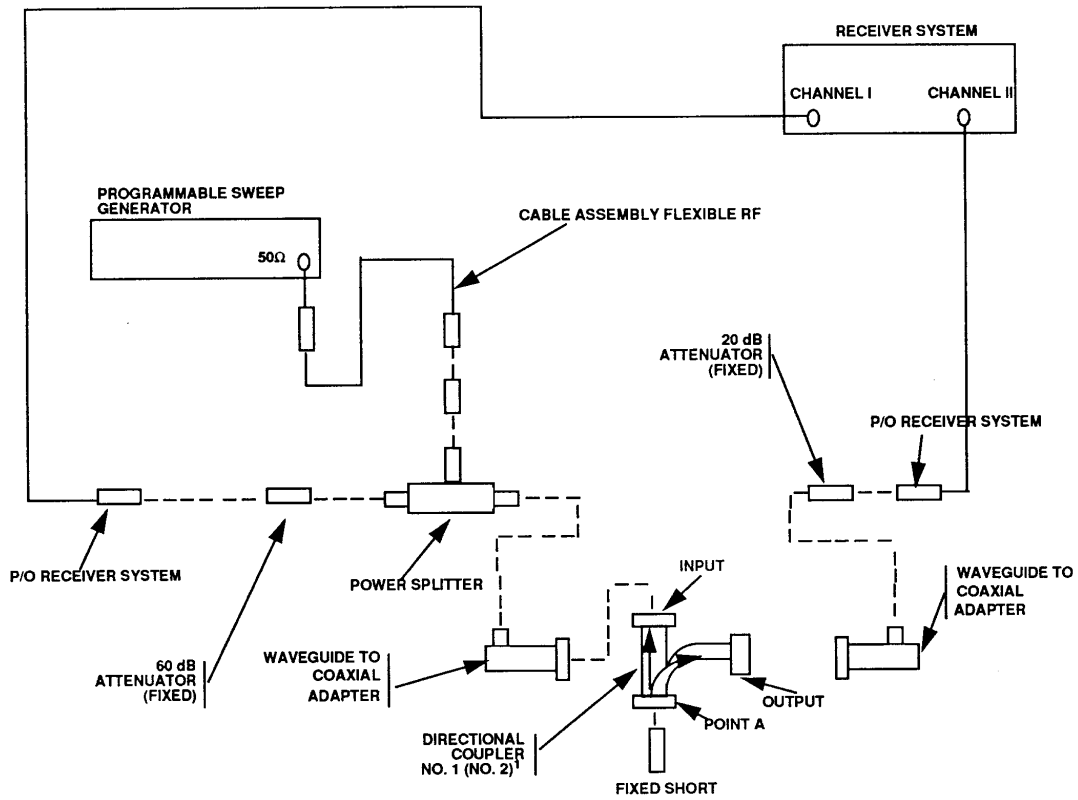 RECEIVER SYSTEM
CHANNEL I
CHANNEL II
PROGRAMMABLE SWEEP
GENERATOR
50Ω
CABLE ASSEMBLY FLEXIBLE RF
20 dB
ATTENUATOR
(FIXED)
P/O RECEIVER SYSTEM
P/O RECEIVER SYSTEM
POWER SPLITTER
INPUT
WAVEGUIDE TO
COAXIAL
ADAPTER
60 dB
ATTENUATOR
(FIXED)
WAVEGUIDE TO
COAXIAL
ADAPTER
OUTPUT
POINT A
DIRECTIONAL
COUPLER
NO. 1 (NO. 2)¹
FIXED SHORT